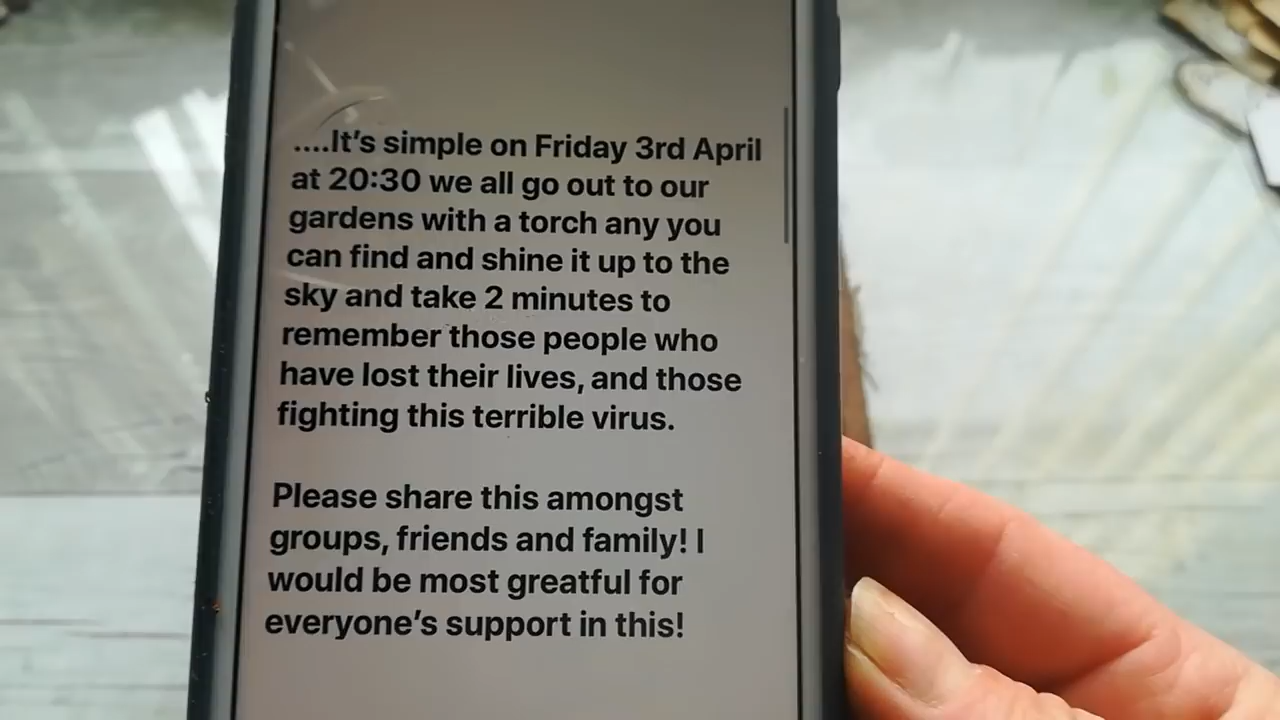 ....It's simple on Friday 3rd April
at 20:30 we all go out to our
gardens with a torch any you
can find and shine it up to the
sky and take 2 minutes to
remember those people who
have lost their lives, and those
fighting this terrible virus.
Please share this amongst
groups, friends and family! I
would be most greatful for
everyone's support in this!